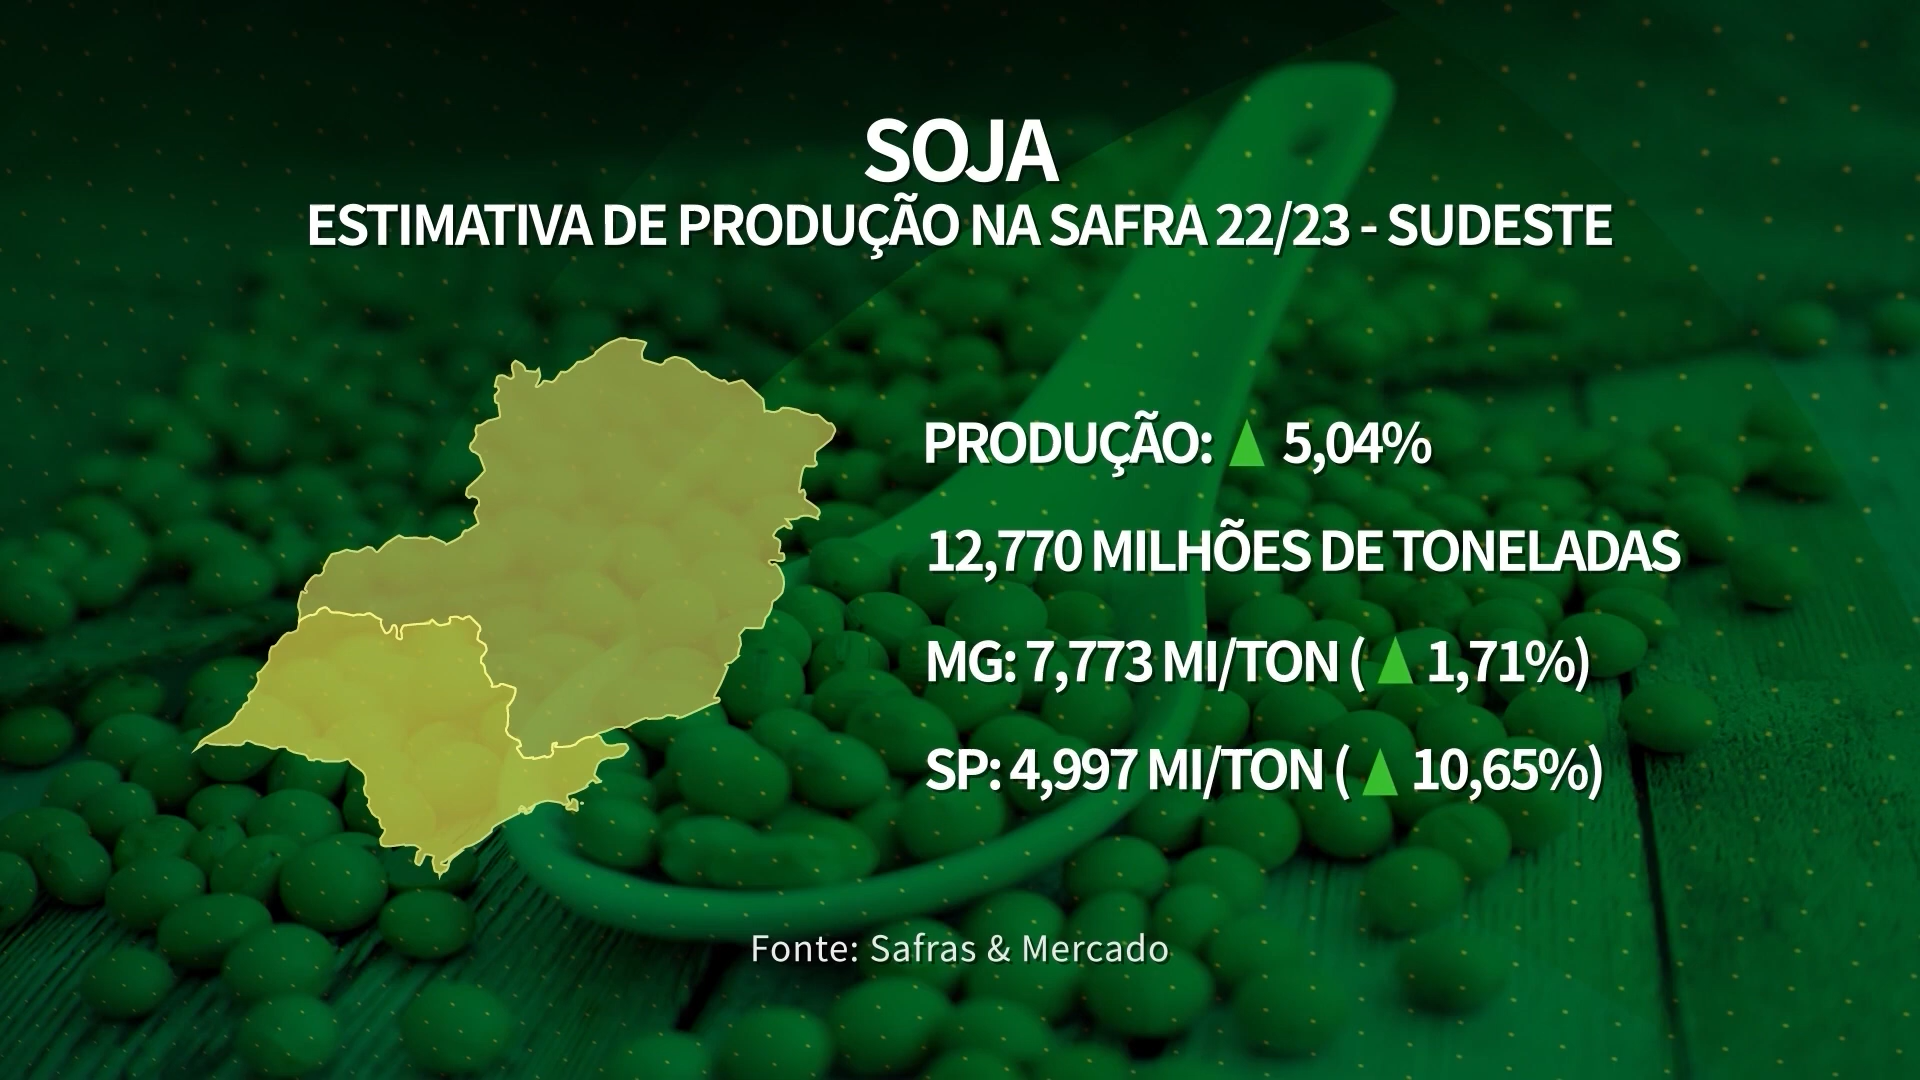 SOJA
ESTIMATIVA DE PRODUÇÃO NA SAFRA 22/23 - SUDESTE
PRODUÇÃO: ▲ 5,04%
12,770 MILHÕES DE TONELADAS
MG: 7,773 MI/TON (▲ 1,71%)
SP: 4,997 MI/TON (▲ 10,65%)
Fonte: Safras & Mercado